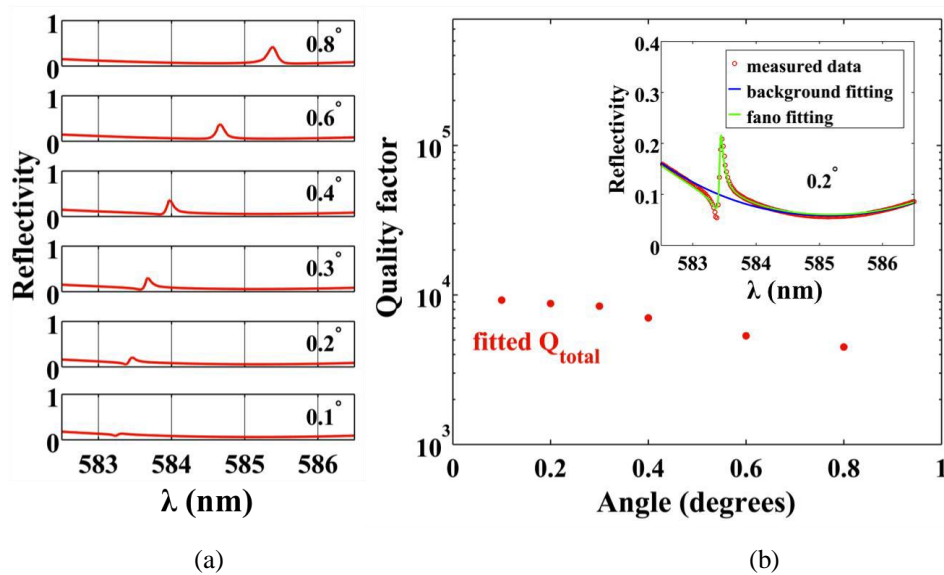 Reflectivity
1
0
0.8°
1
0
0.6°
1
0
0.4°
1
0
0.3°
1
0
0.2°
1
0
0.1°
583 584 585 586
λ (nm)
(a)
Quality factor
10^5
10^4
10^3
fitted Q_total
0 0.2 0.4 0.6 0.8 1
Angle (degrees)
Reflectivity
0.4
0.3
0.2
0.1
0
measured data
background fitting
fano fitting
0.2°
583 584 585 586
λ (nm)
(b)